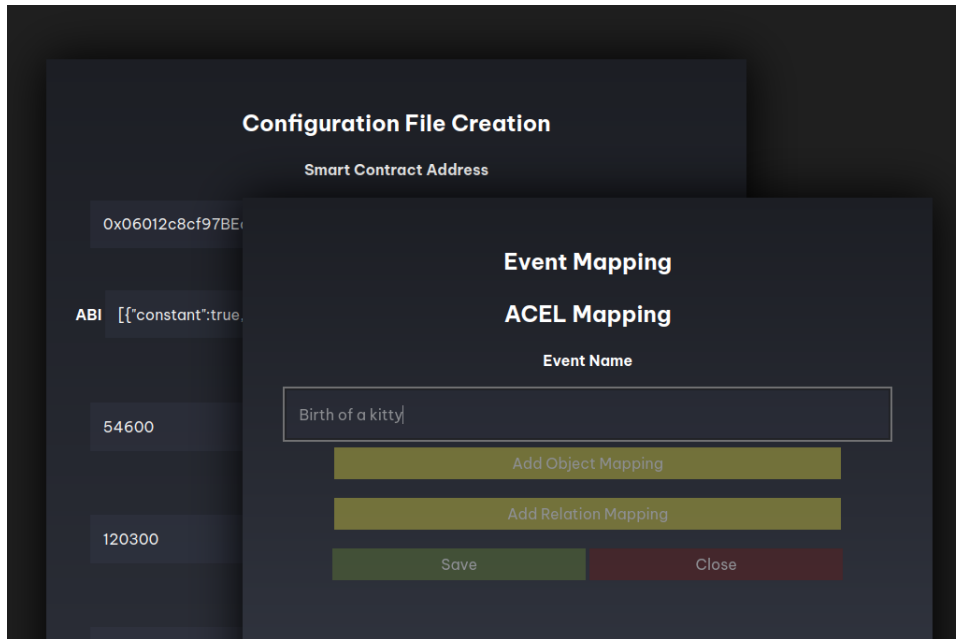 Configuration File Creation
Smart Contract Address
0x06012c8cf97BE
ABI [{"constant":true,
54600
120300
Event Mapping
ACEL Mapping
Event Name
Birth of a kitty
Add Object Mapping
Add Relation Mapping
Save
Close